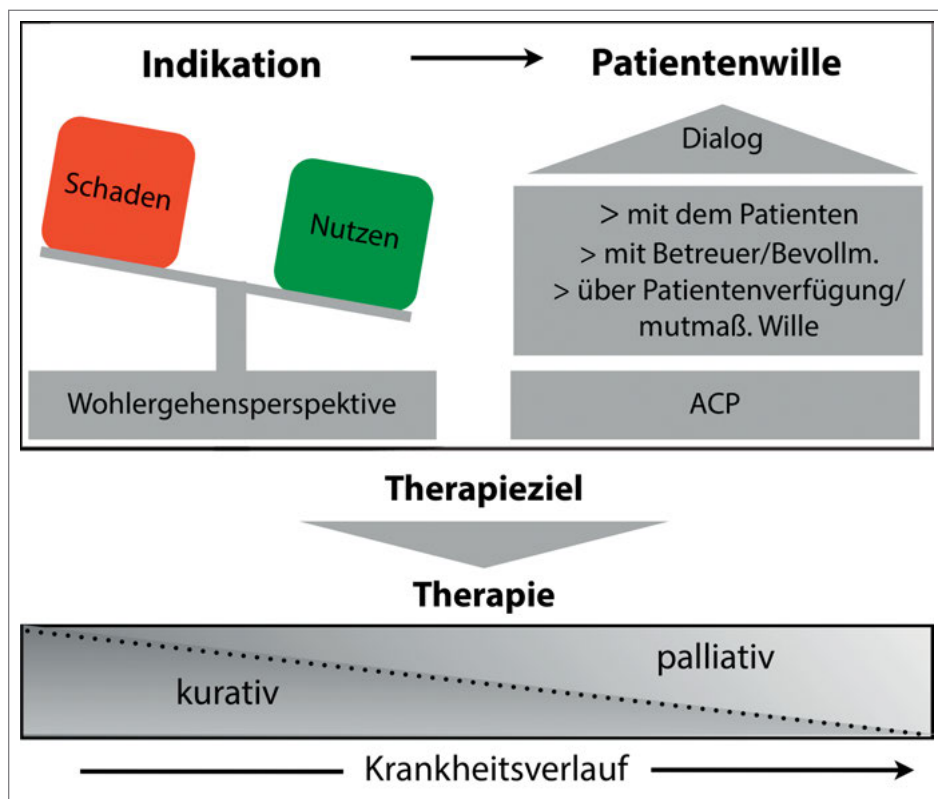 Indikation
Patientenwille
Schaden
Nutzen
Wohlergehensperspektive
Dialog
> mit dem Patienten
> mit Betreuer/Bevollm.
> über Patientenverfügung/
mutmaß. Wille
ACP
Therapieziel
Therapie
kurativ
palliativ
Krankheitsverlauf